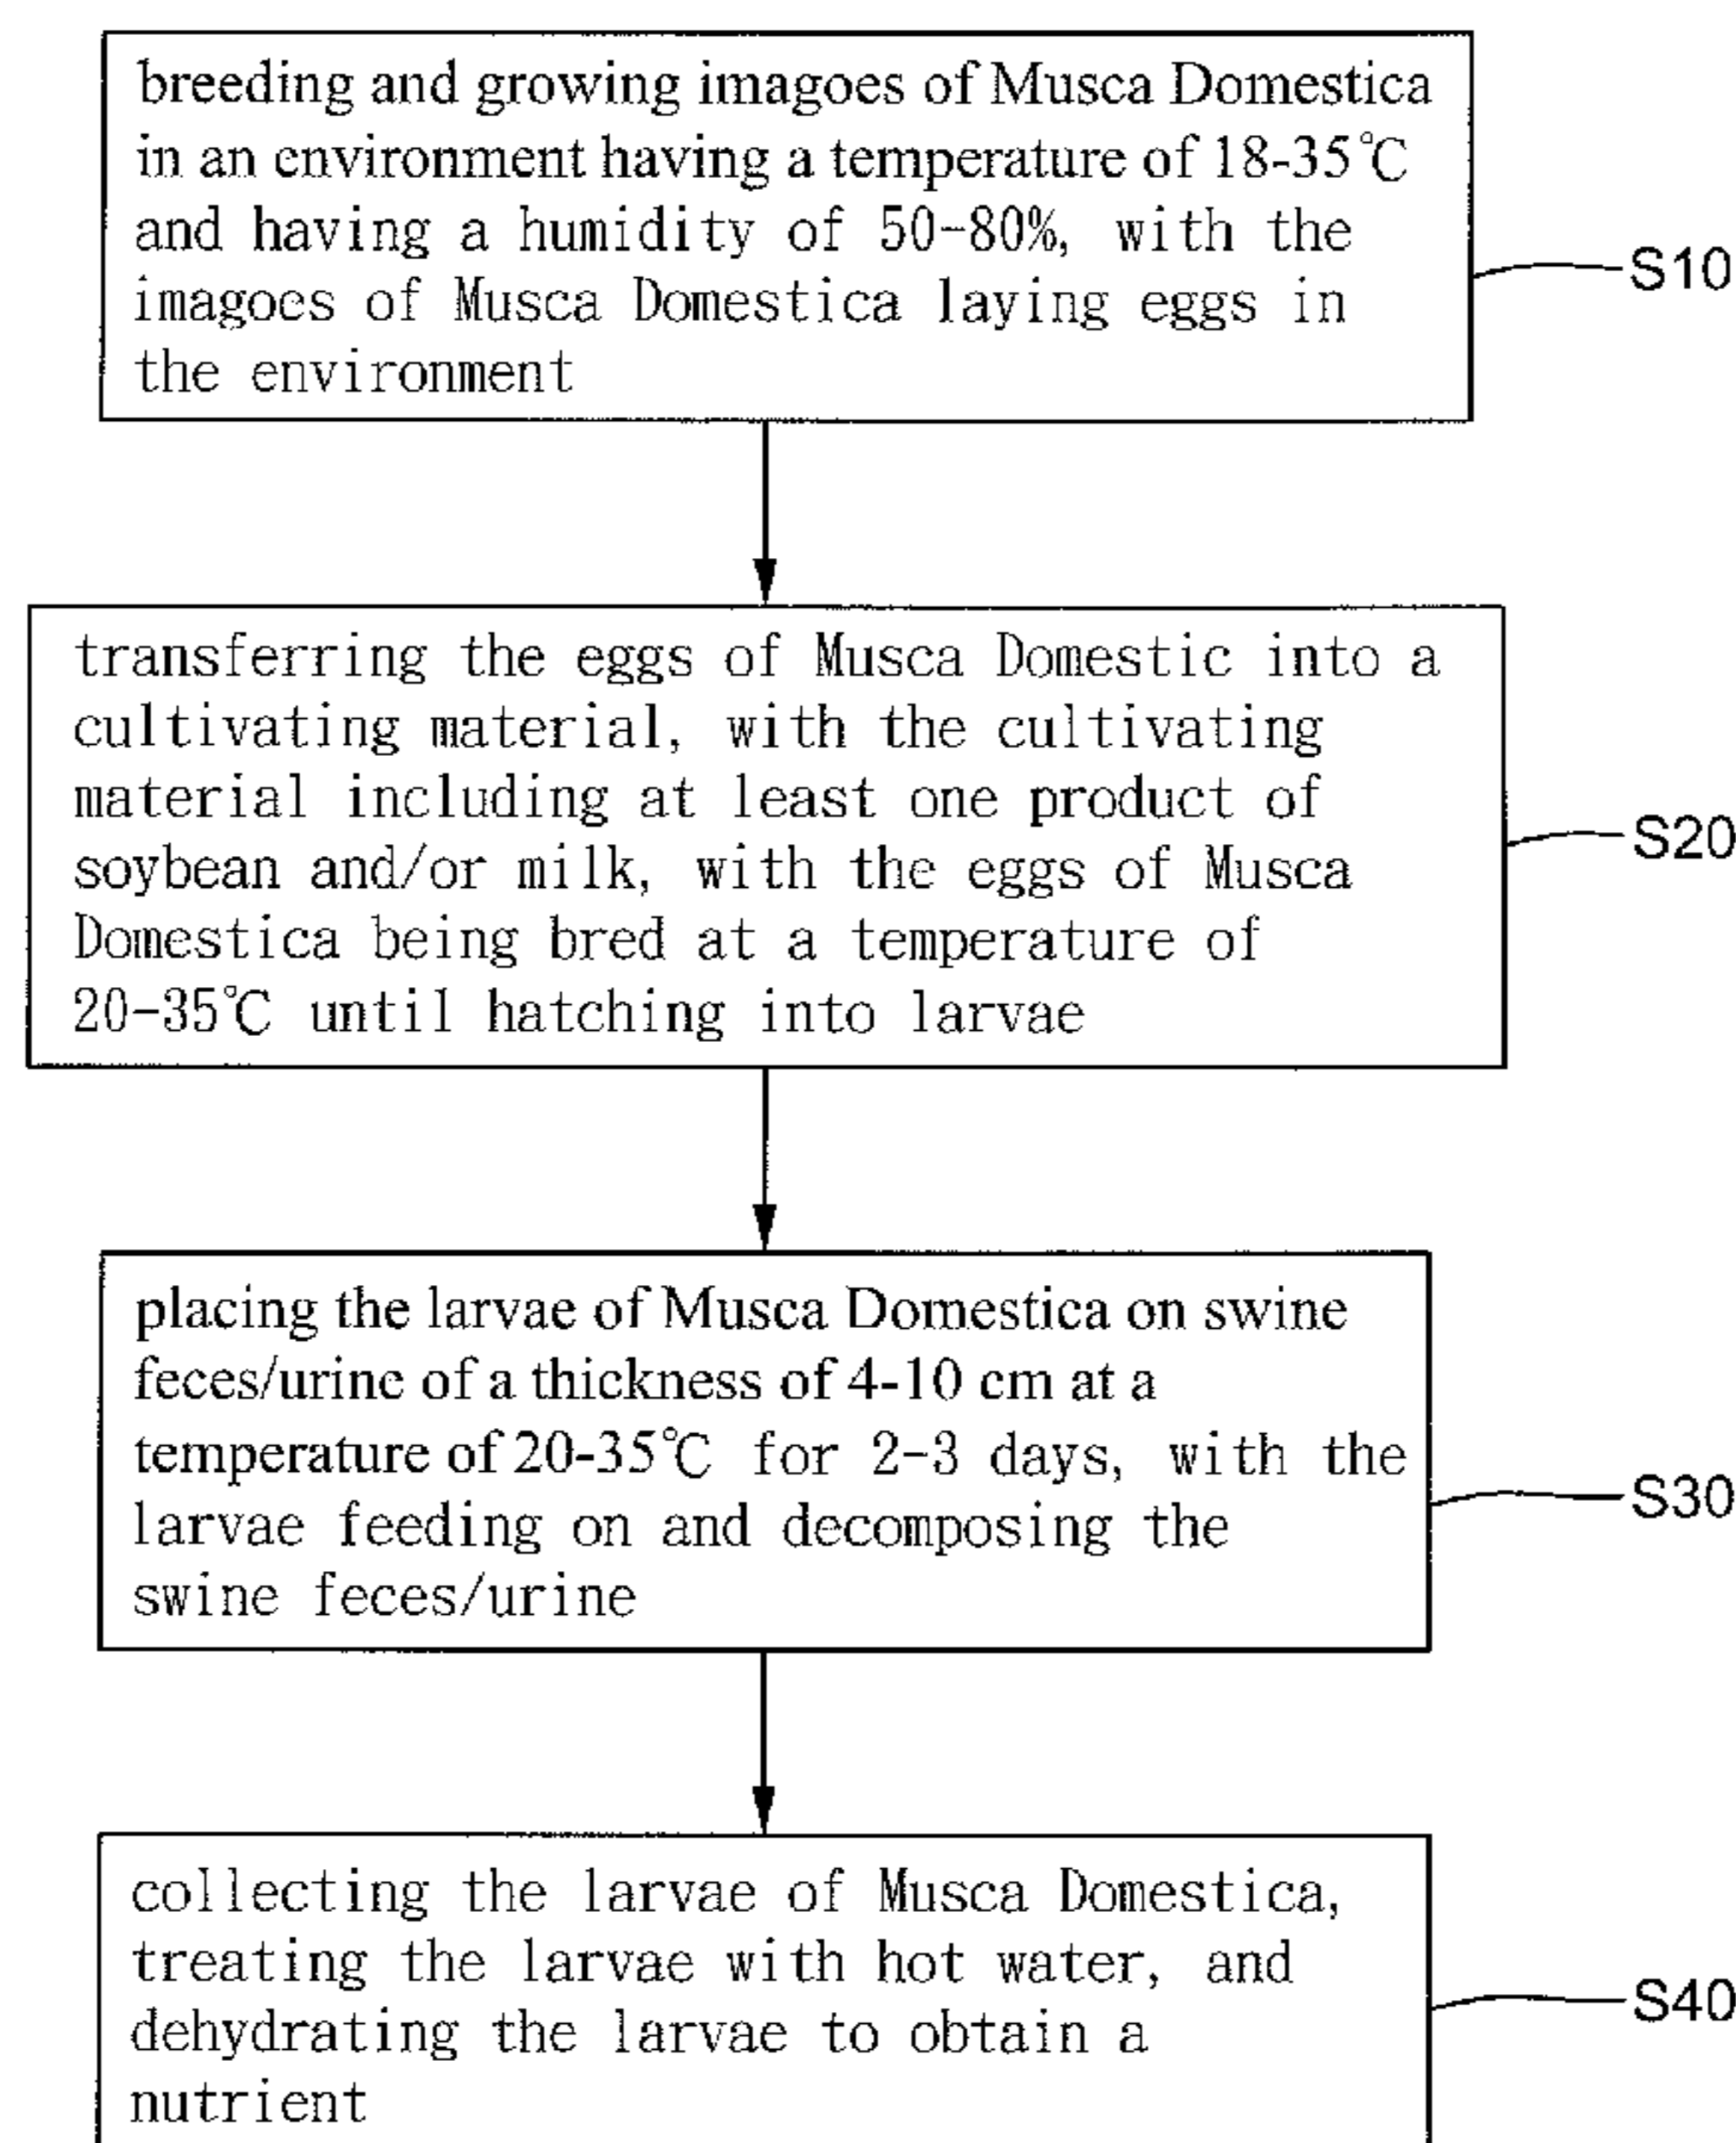 breeding and growing imagoes of Musca Domestica
in an environment having a temperature of 18-35℃
and having a humidity of 50-80%, with the
imagoes of Musca Domestica laying eggs in
the environment
S10
transferring the eggs of Musca Domestic into a
cultivating material, with the cultivating
material including at least one product of
soybean and/or milk, with the eggs of Musca
Domestica being bred at a temperature of
20-35℃ until hatching into larvae
S20
placing the larvae of Musca Domestica on swine
feces/urine of a thickness of 4-10 cm at a
temperature of 20-35℃ for 2-3 days, with the
larvae feeding on and decomposing the
swine feces/urine
S30
collecting the larvae of Musca Domestica,
treating the larvae with hot water, and
dehydrating the larvae to obtain a
nutrient
S40